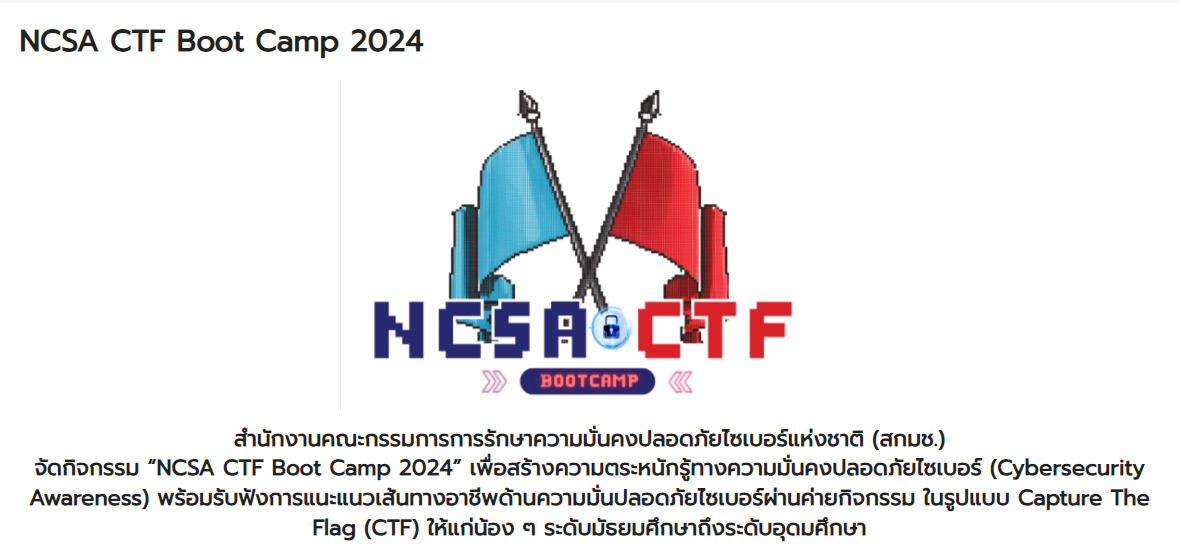 NCSA CTF Boot Camp 2024
NCSA CTF
BOOTCAMP
สำนักงานคณะกรรมการการรักษาความมั่นคงปลอดภัยไซเบอร์แห่งชาติ (สกมช.)
จัดกิจกรรม “NCSA CTF Boot Camp 2024” เพื่อสร้างความตระหนักรู้ทางความมั่นคงปลอดภัยไซเบอร์ (Cybersecurity
Awareness) พร้อมรับฟังการแนะแนวเส้นทางอาชีพด้านความมั่นปลอดภัยไซเบอร์ผ่านค่ายกิจกรรม ในรูปแบบ Capture The
Flag (CTF) ให้แก่น้อง ๆ ระดับมัธยมศึกษาถึงระดับอุดมศึกษา